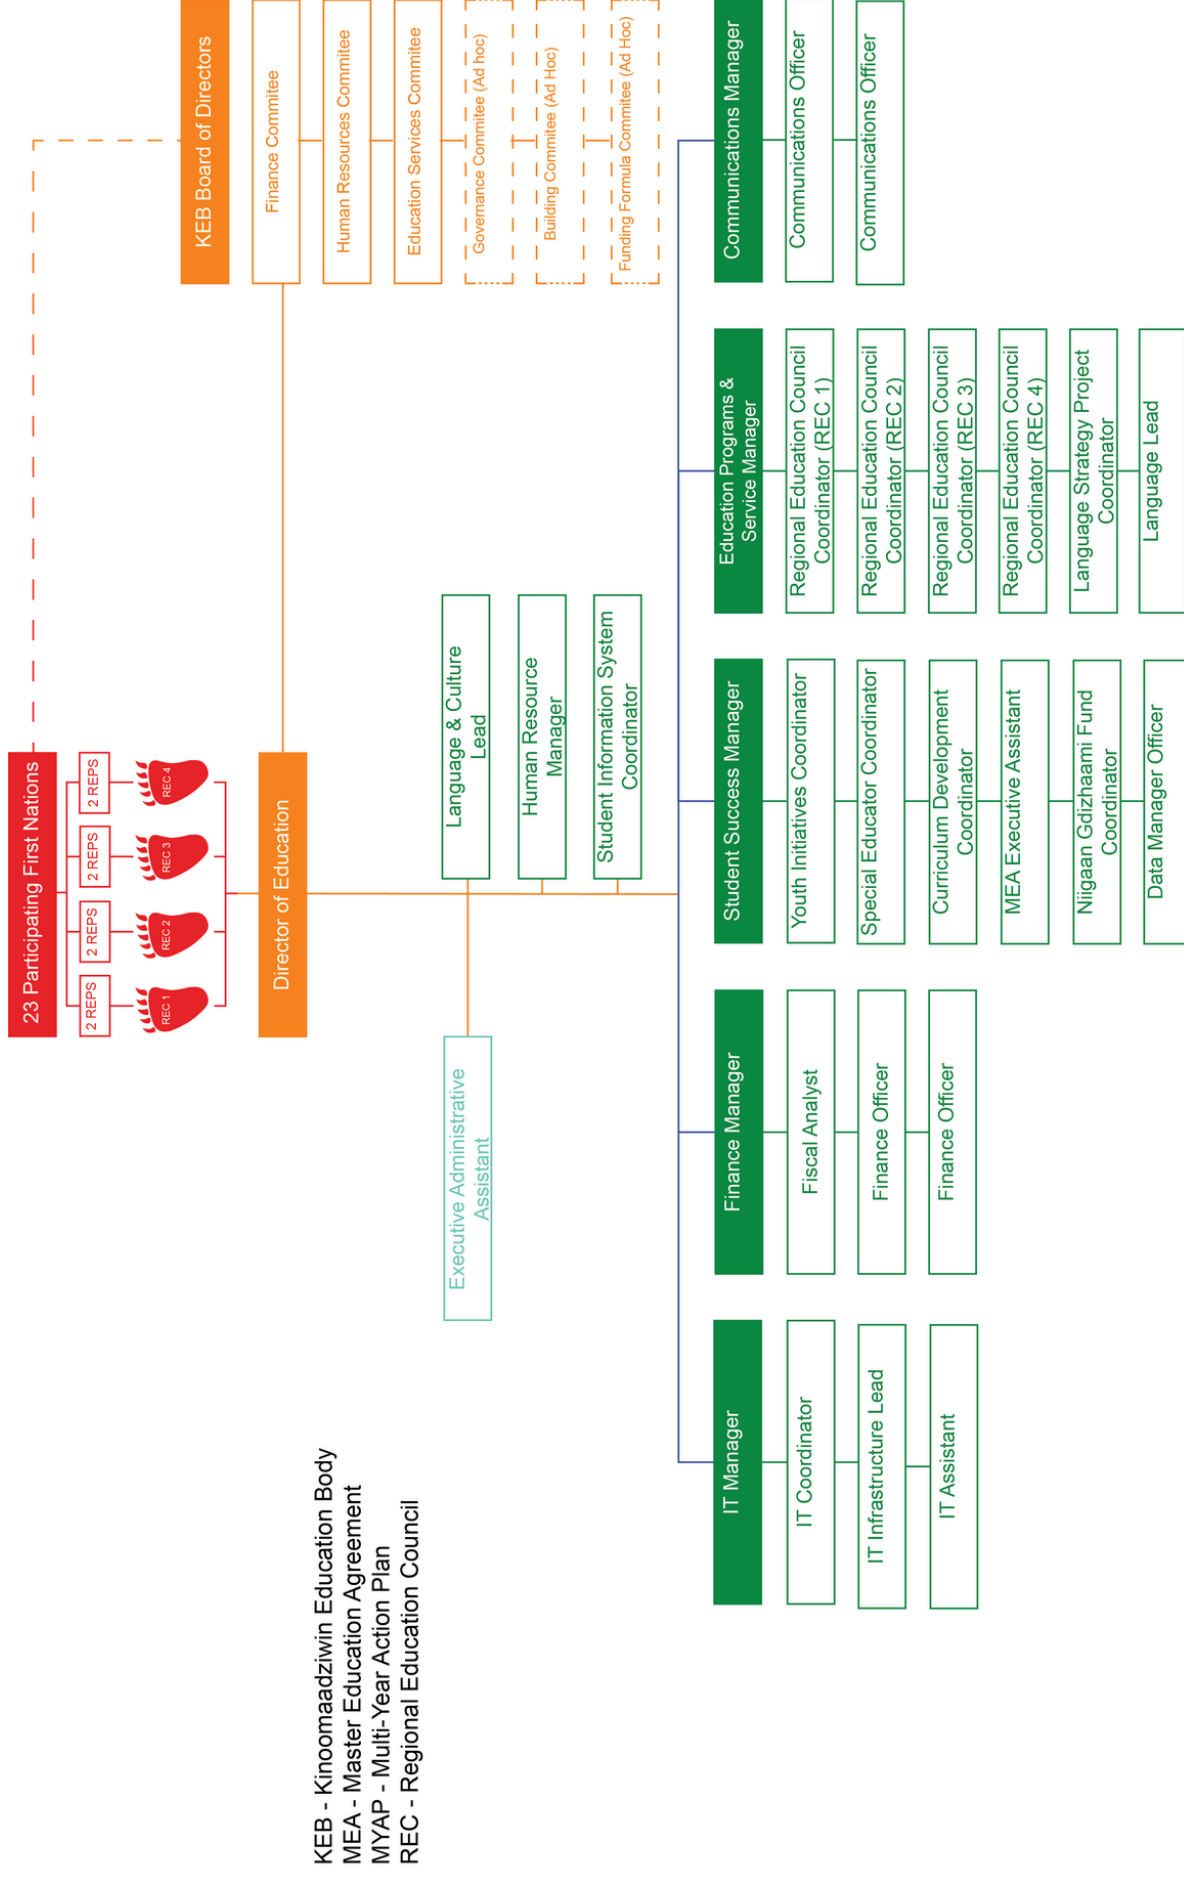 23 Participating First Nations
2 REPS
2 REPS
2 REPS
2 REPS
REC 1
REC 2
REC 3
REC 4
Director of Education
KEB Board of Directors
Finance Commitee
Human Resources Commitee
Education Services Commitee
Governance Commitee (Ad hoc)
Building Commitee (Ad Hoc)
Funding Formula Commitee (Ad Hoc)
KEB - Kinoomaadziwin Education Body
MEA - Master Education Agreement
MYAP - Multi-Year Action Plan
REC - Regional Education Council
Executive Administrative
Assistant
Language & Culture
Lead
Human Resource
Manager
Student Information System
Coordinator
IT Manager
IT Coordinator
IT Infrastructure Lead
IT Assistant
Finance Manager
Fiscal Analyst
Finance Officer
Finance Officer
Student Success Manager
Youth Initiatives Coordinator
Special Educator Coordinator
Curriculum Development
Coordinator
MEA Executive Assistant
Niigaan Gdizhaami Fund
Coordinator
Data Manager Officer
Education Programs &
Service Manager
Regional Education Council
Coordinator (REC 1)
Regional Education Council
Coordinator (REC 2)
Regional Education Council
Coordinator (REC 3)
Regional Education Council
Coordinator (REC 4)
Language Strategy Project
Coordinator
Language Lead
Communications Manager
Communications Officer
Communications Officer